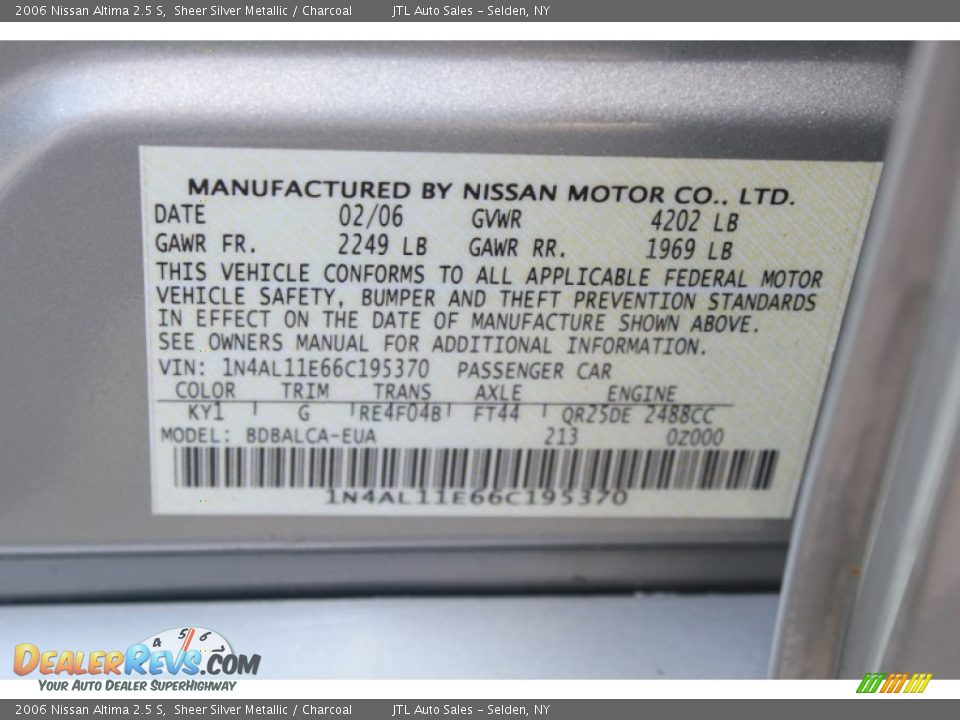 2006 Nissan Altima 2.5 S, Sheer Silver Metallic / Charcoal JTL Auto Sales - Selden, NY
MANUFACTURED BY NISSAN MOTOR CO., LTD.
DATE 02/06 GVWR 4202 LB
GAWR FR. 2249 LB GAWR RR. 1969 LB
THIS VEHICLE CONFORMS TO ALL APPLICABLE FEDERAL MOTOR
VEHICLE SAFETY, BUMPER AND THEFT PREVENTION STANDARDS
IN EFFECT ON THE DATE OF MANUFACTURE SHOWN ABOVE.
SEE OWNERS MANUAL FOR ADDITIONAL INFORMATION.
VIN: 1N4AL11E66C195370 PASSENGER CAR
COLOR TRIM TRANS AXLE ENGINE
KY1 G RE4F04B FT44 QR25DE 2488CC
MODEL: BDBALCA-EUA 213 0Z000
1N4AL11E66C195370
4 5 6
DEALERREVS.COM
YOUR AUTO DEALER SUPERHIGHWAY
2006 Nissan Altima 2.5 S, Sheer Silver Metallic / Charcoal JTL Auto Sales - Selden, NY